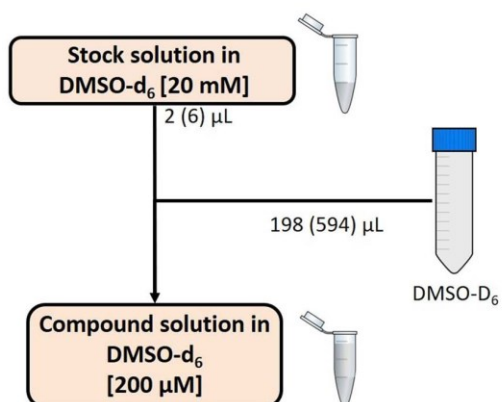 Stock solution in
DMSO-d₆ [20 mM]
2 (6) µL
198 (594) µL
DMSO-D₆
Compound solution in
DMSO-d₆
[200 µM]